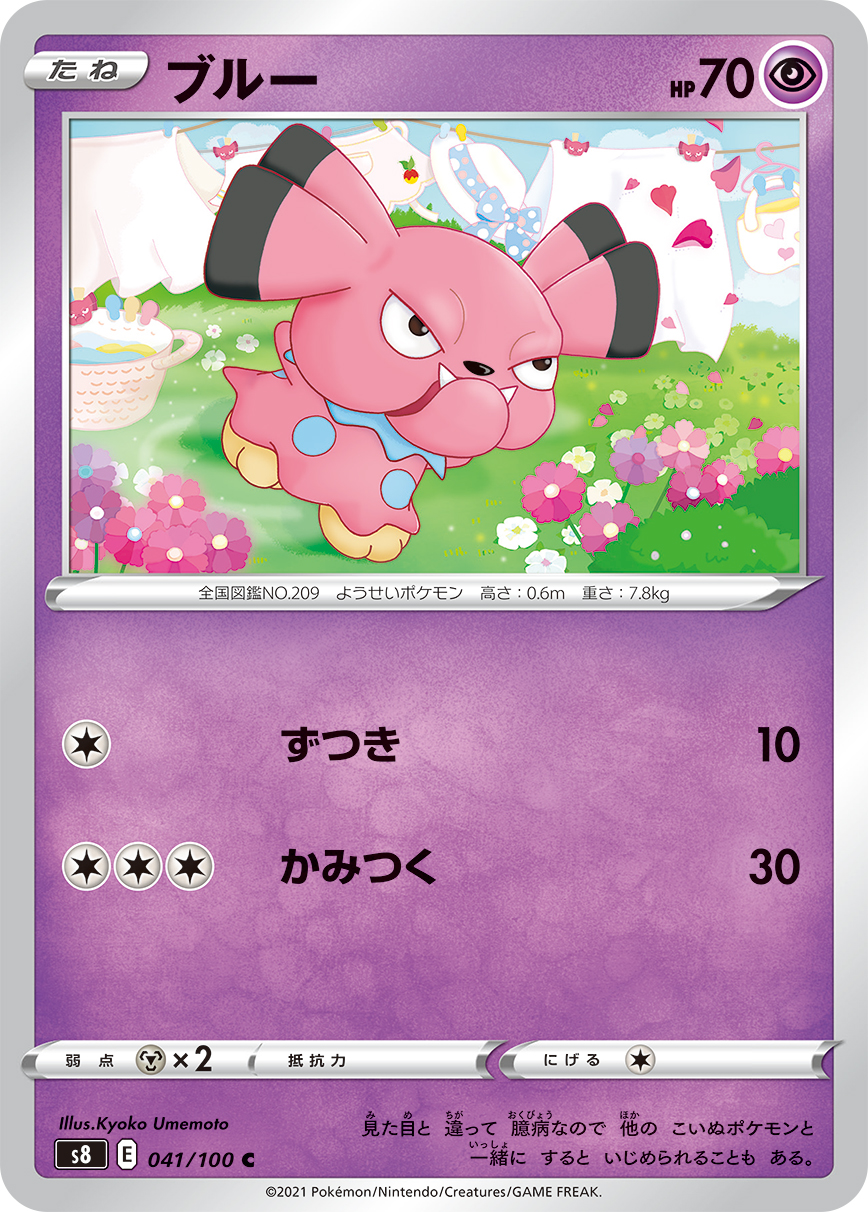 たね ブルー HP70
全国図鑑NO.209 ようせいポケモン 高さ：0.6m 重さ：7.8kg
ずつき 10
かみつく 30
弱点 ×2 抵抗力 にげる
Illus.Kyoko Umemoto
s8 E 041/100 C
見た目と 違って 臆病なので 他の こいぬポケモンと
一緒に すると いじめられることも ある。
©2021 Pokémon/Nintendo/Creatures/GAME FREAK.